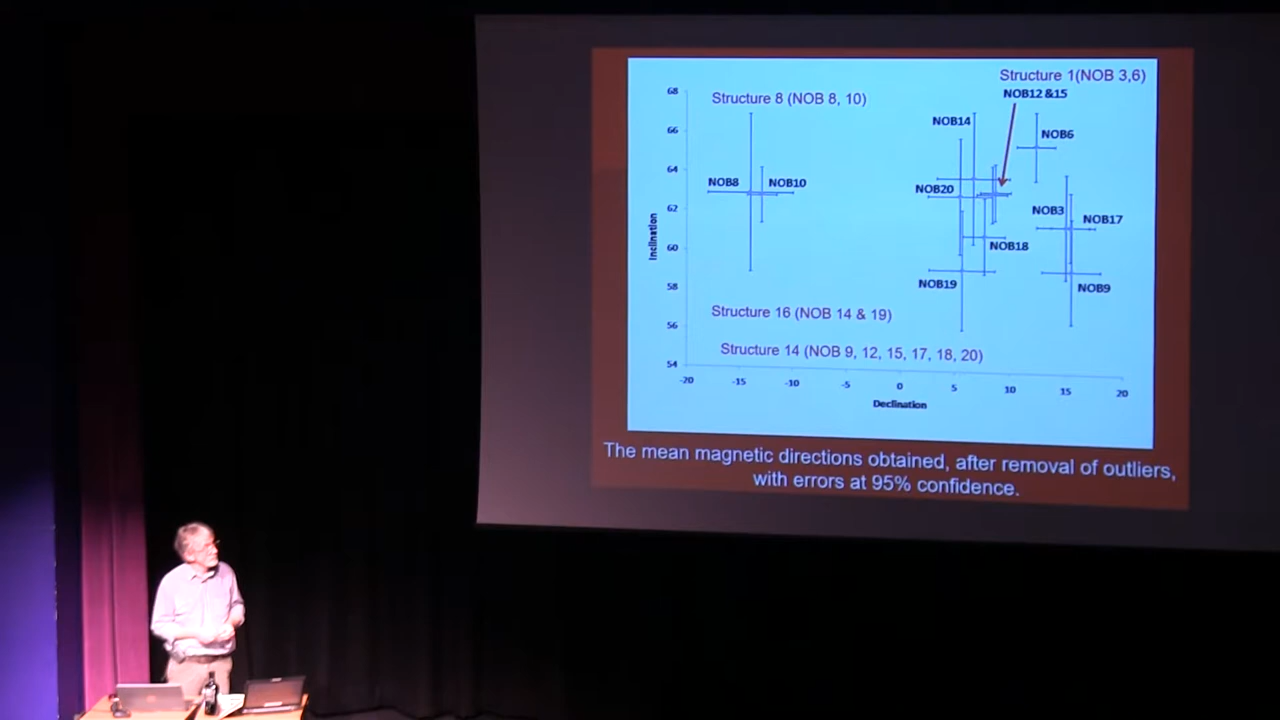 Structure 1(NOB 3,6)
NOB12 &15
Structure 8 (NOB 8, 10)
68
66
64
62
60
58
56
54
Inclination
NOB14
NOB6
NOB8
NOB10
NOB20
NOB3
NOB17
NOB18
NOB19
NOB9
Structure 16 (NOB 14 & 19)
Structure 14 (NOB 9, 12, 15, 17, 18, 20)
-20 -15 -10 -5 0 5 10 15 20
Declination
The mean magnetic directions obtained, after removal of outliers,
with errors at 95% confidence.